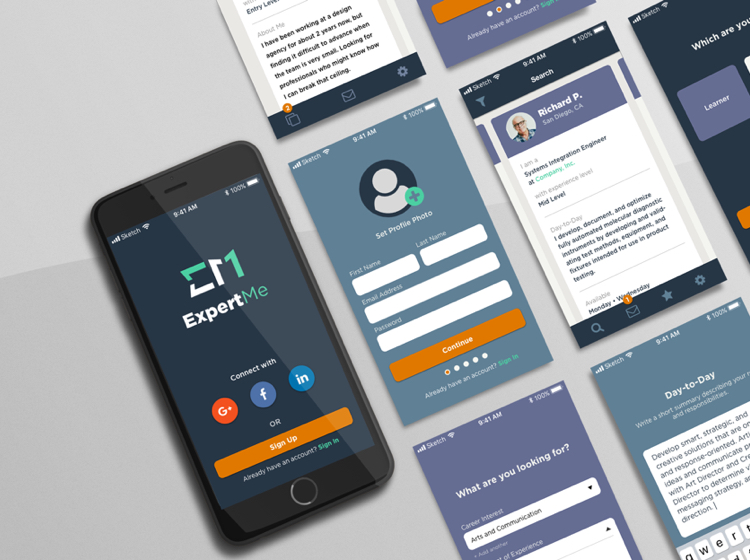 Entry Level
About Me
I have been working at a design
agency for about 2 years now, but
finding it difficult to advance when
the team is very small. Looking for
professionals who might know how
I can break that ceiling.
2
Already have an account? Sign
Sketch
9:41 AM
100%
Search
Richard P.
San Diego, CA
I am a
Systems Integration Engineer
at Company, Inc.
with experience level
Mid Level
Day-to-Day
I develop, document, and optimize
fully automated molecular diagnostic
instruments by developing and valid-
ating test methods, equipment, and
fixtures intended for use in product
testing.
Available
Monday • Wednesday
1
Sketch
Which are you
Learner
Sketch
9:41 AM
100%
ExpertMe
Connect with
G+
f
in
OR
Sign Up
Already have an account? Sign In
Sketch
9:41 AM
100%
Set Profile Photo
First Name
Last Name
Email Address
Password
Continue
Already have an account? Sign In
Sketch
9:41 AM
100%
What are you looking for?
Career Interest
Arts and Communication
+ Add another
of Experience
Sketch
9:41 AM
100%
Day-to-Day
Write a short summary describing your
and responsibilities.
Develop smart, strategic, and
creative solutions that are on
and response-oriented. Art
ideas and communicate
with Art Director and Cre
Director to determine v
messaging strategy, an
direction.
q w e r t